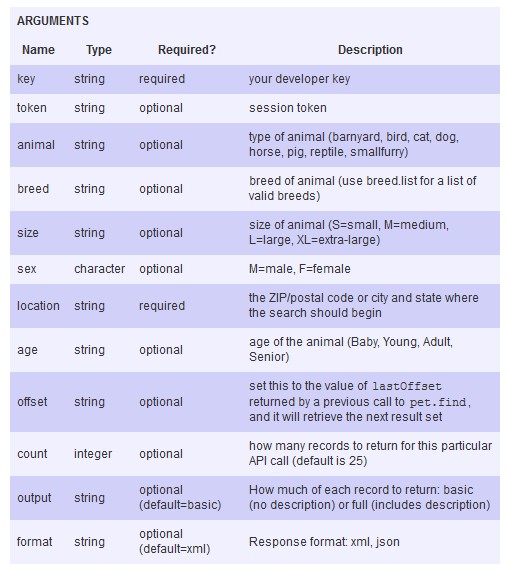 ARGUMENTS
Name Type Required? Description
key string required your developer key
token string optional session token
animal string optional type of animal (barnyard, bird, cat, dog,
horse, pig, reptile, smallfurry)
breed string optional breed of animal (use breed.list for a list of
valid breeds)
size string optional size of animal (S=small, M=medium,
L=large, XL=extra-large)
sex character optional M=male, F=female
location string required the ZIP/postal code or city and state where
the search should begin
age string optional age of the animal (Baby, Young, Adult,
Senior)
offset string optional set this to the value of lastOffset
returned by a previous call to pet.find,
and it will retrieve the next result set
count integer optional how many records to return for this particular
API call (default is 25)
output string optional (default=basic) How much of each record to return: basic
(no description) or full (includes description)
format string optional (default=xml) Response format: xml, json